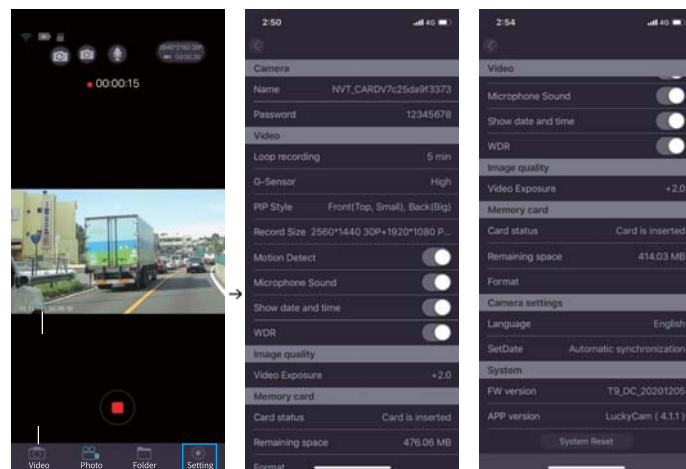 00:00:15
Video
Photo
Folder
Setting
→
2:50
4G
Camera
Name NVT_CARDV7c25da9f3373
Password 12345678
Video
Loop recording 5 min
G-Sensor High
PIP Style Front(Top, Small), Back(Big)
Record Size 2560*1440 30P+1920*1080 P...
Motion Detect
Microphone Sound
Show date and time
WDR
Image quality
Video Exposure +2.0
Memory card
Card status Card is inserted
Remaining space 476.06 MB
Format
2:54
4G
Video
Microphone Sound
Show date and time
WDR
Image quality
Video Exposure +2.0
Memory card
Card status Card is inserted
Remaining space 414.03 MB
Format
Camera settings
Language English
SetDate Automatic synchronization
System
FW version T9_DC_20201205
APP version LuckyCam ( 4.1.1 )
System Reset